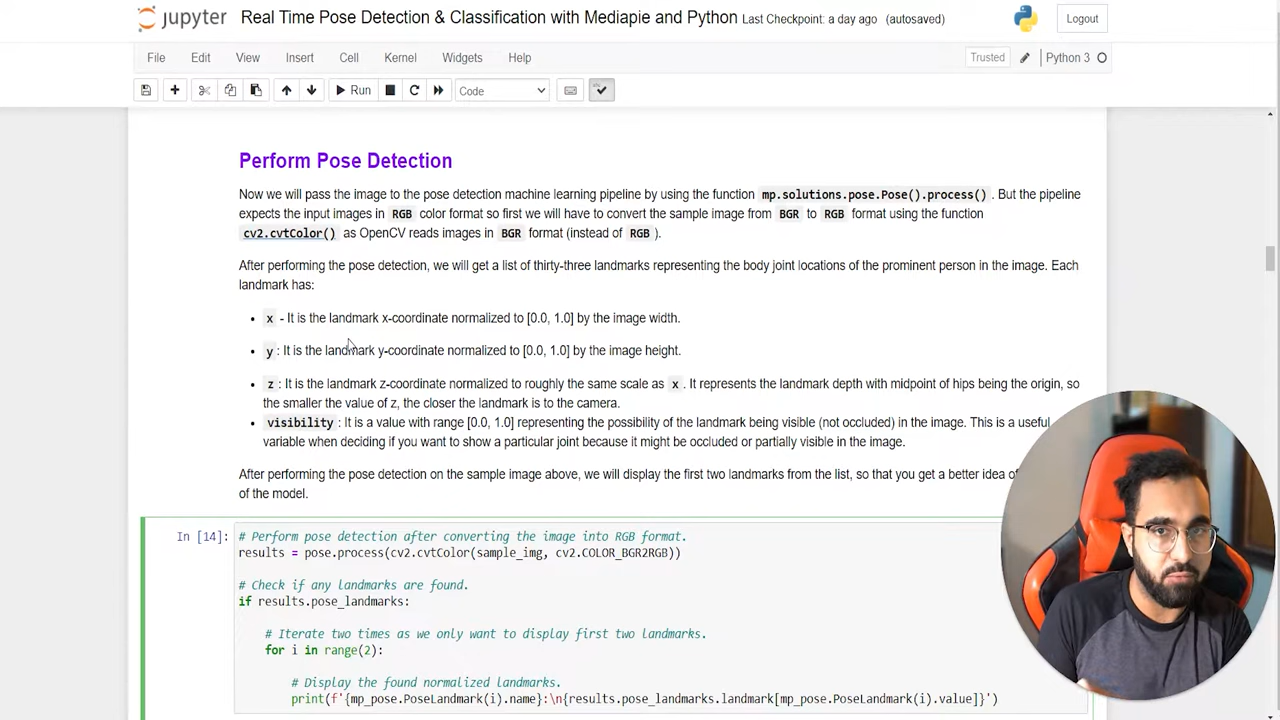 jupyter Real Time Pose Detection & Classification with Mediapie and Python Last Checkpoint: a day ago (autosaved) Logout
File Edit View Insert Cell Kernel Widgets Help Trusted Python 3
Run Code
Perform Pose Detection
Now we will pass the image to the pose detection machine learning pipeline by using the function mp.solutions.pose.Pose().process() . But the pipeline
expects the input images in RGB color format so first we will have to convert the sample image from BGR to RGB format using the function
cv2.cvtColor() as OpenCV reads images in BGR format (instead of RGB ).
After performing the pose detection, we will get a list of thirty-three landmarks representing the body joint locations of the prominent person in the image. Each
landmark has:
• x - It is the landmark x-coordinate normalized to [0.0, 1.0] by the image width.
• y : It is the landmark y-coordinate normalized to [0.0, 1.0] by the image height.
• z : It is the landmark z-coordinate normalized to roughly the same scale as x . It represents the landmark depth with midpoint of hips being the origin, so
the smaller the value of z, the closer the landmark is to the camera.
• visibility : It is a value with range [0.0, 1.0] representing the possibility of the landmark being visible (not occluded) in the image. This is a useful
variable when deciding if you want to show a particular joint because it might be occluded or partially visible in the image.
After performing the pose detection on the sample image above, we will display the first two landmarks from the list, so that you get a better idea of
of the model.
In [14]: # Perform pose detection after converting the image into RGB format.
results = pose.process(cv2.cvtColor(sample_img, cv2.COLOR_BGR2RGB))
# Check if any landmarks are found.
if results.pose_landmarks:
# Iterate two times as we only want to display first two landmarks.
for i in range(2):
# Display the found normalized landmarks.
print(f'{mp_pose.PoseLandmark(i).name}:\n{results.pose_landmarks.landmark[mp_pose.PoseLandmark(i).value]}')